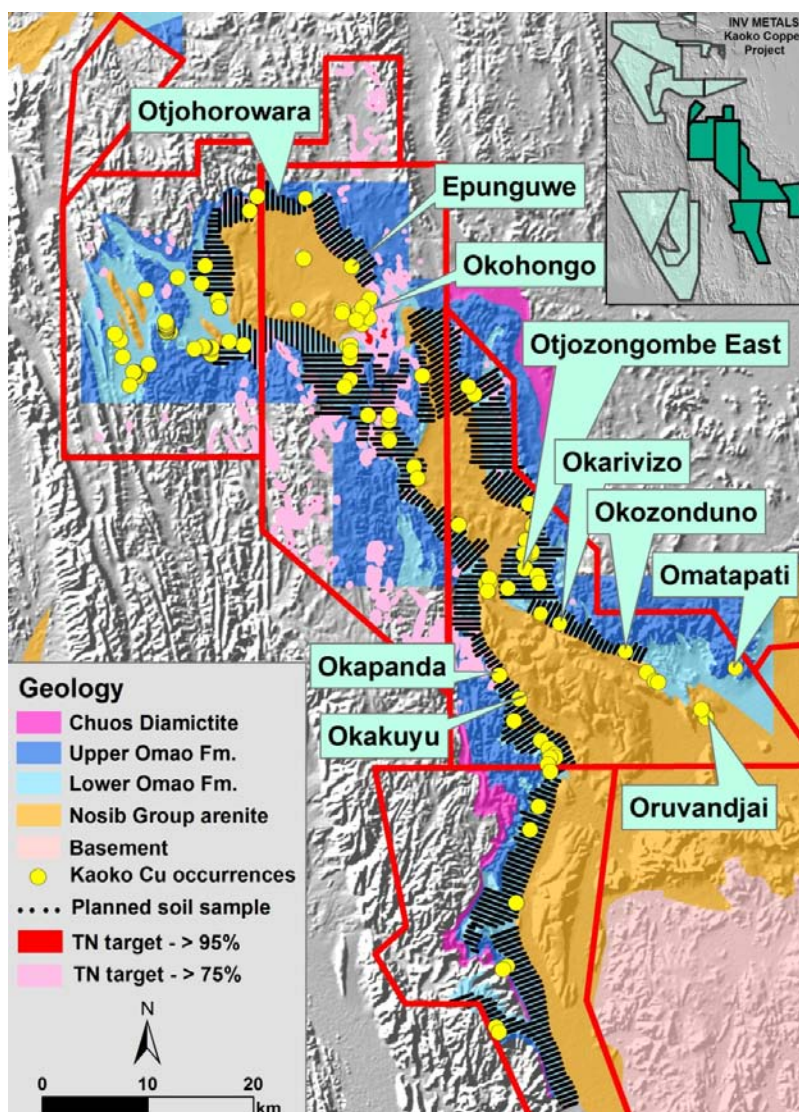 INV METALS
Kaoko Coppe
Project
Otjohorowara
Epunguwe
Okohongo
Otjozongombe East
Okarivizo
Okozonduno
Omatapati
Okapanda
Okakuyu
Oruvandjai
Geology
Chuos Diamictite
Upper Omao Fm.
Lower Omao Fm.
Nosib Group arenite
Basement
Kaoko Cu occurrences
Planned soil sample
TN target - > 95%
TN target - > 75%
N
0 10 20
km